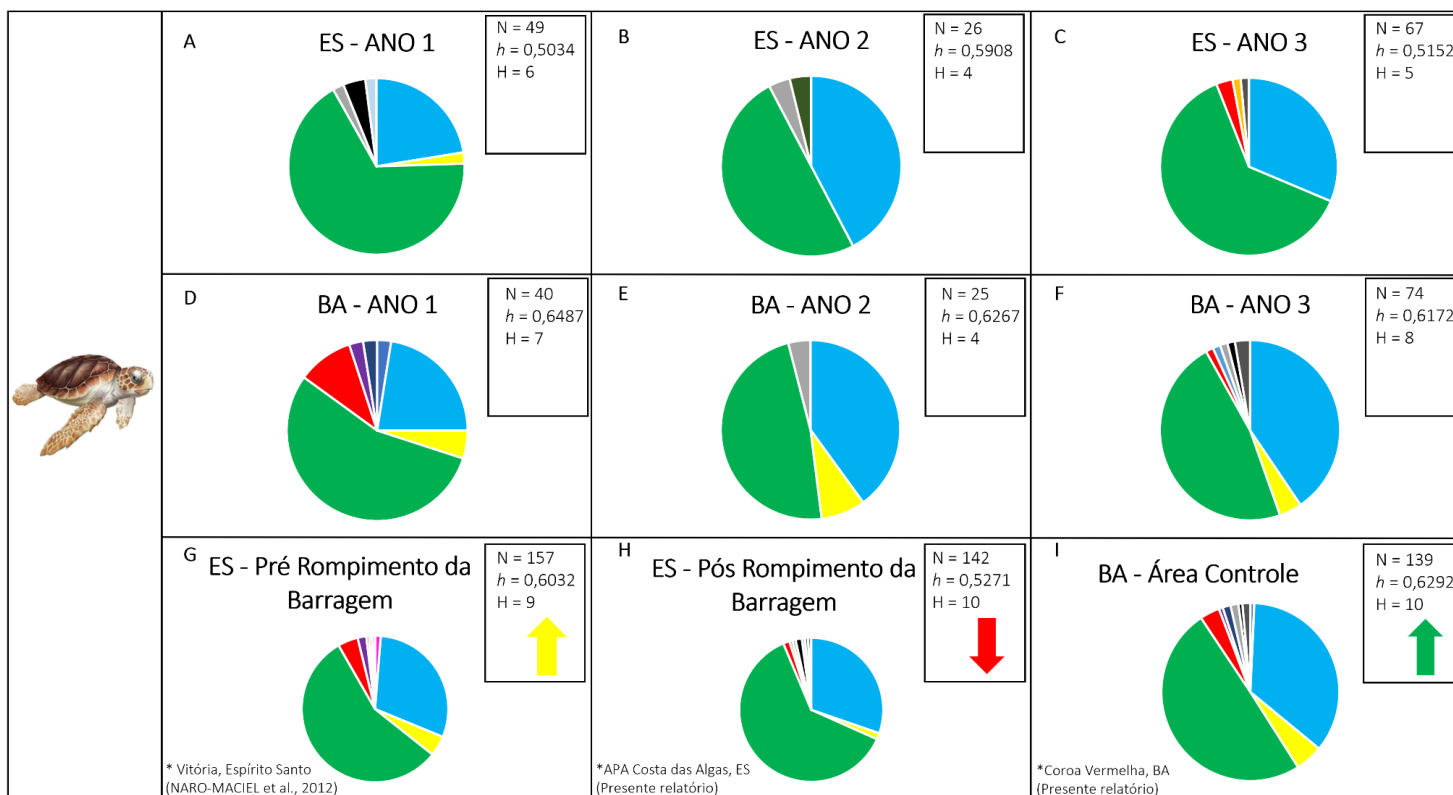 A
ES - ANO 1
N = 49
h = 0,5034
H = 6
B
ES - ANO 2
N = 26
h = 0,5908
H = 4
C
ES - ANO 3
N = 67
h = 0,5152
H = 5
D
BA - ANO 1
N = 40
h = 0,6487
H = 7
E
BA - ANO 2
N = 25
h = 0,6267
H = 4
F
BA - ANO 3
N = 74
h = 0,6172
H = 8
G
ES - Pré Rompimento da
Barragem
N = 157
h = 0,6032
H = 9
* Vitória, Espírito Santo
(NARO-MACIEL et al., 2012)
H
ES - Pós Rompimento da
Barragem
N = 142
h = 0,5271
H = 10
*APA Costa das Algas, ES
(Presente relatório)
I
BA - Área Controle
N = 139
h = 0,6292
H = 10
*Coroa Vermelha, BA
(Presente relatório)